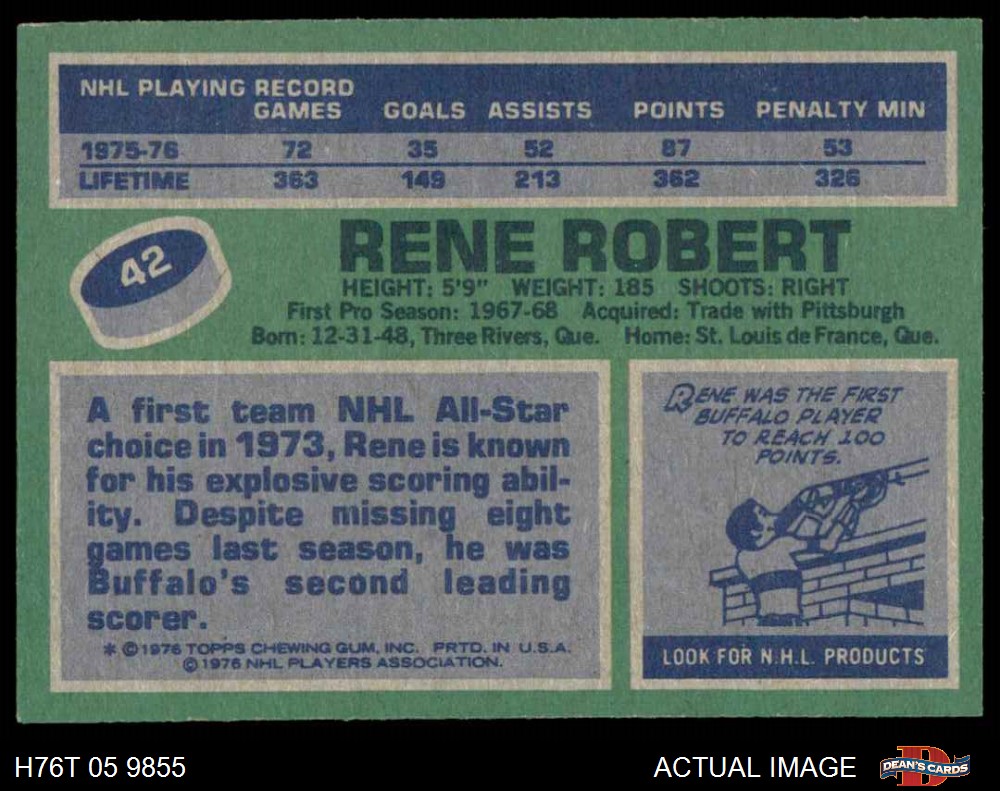 NHL PLAYING RECORD
GAMES GOALS ASSISTS POINTS PENALTY MIN
1975-76 72 35 52 87 53
LIFETIME 363 149 213 362 326
42
RENE ROBERT
HEIGHT: 5'9" WEIGHT: 185 SHOOTS: RIGHT
First Pro Season: 1967-68 Acquired: Trade with Pittsburgh
Born: 12-31-48, Three Rivers, Que. Home: St. Louis de France, Que.
A first team NHL All-Star
choice in 1973, Rene is known
for his explosive scoring abil-
ity. Despite missing eight
games last season, he was
Buffalo's second leading
scorer.
* © 1976 TOPPS CHEWING GUM, INC. PRTD. IN U.S.A.
© 1976 NHL PLAYERS ASSOCIATION.
RENE WAS THE FIRST
BUFFALO PLAYER
TO REACH 100
POINTS.
LOOK FOR N.H.L. PRODUCTS
H76T 05 9855
ACTUAL IMAGE
DEAN'S CARDS